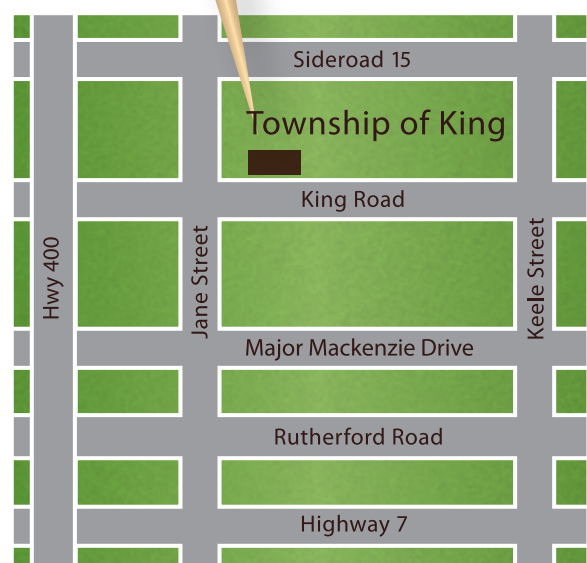 Sideroad 15
Township of King
King Road
Hwy 400
Jane Street
Keele Street
Major Mackenzie Drive
Rutherford Road
Highway 7